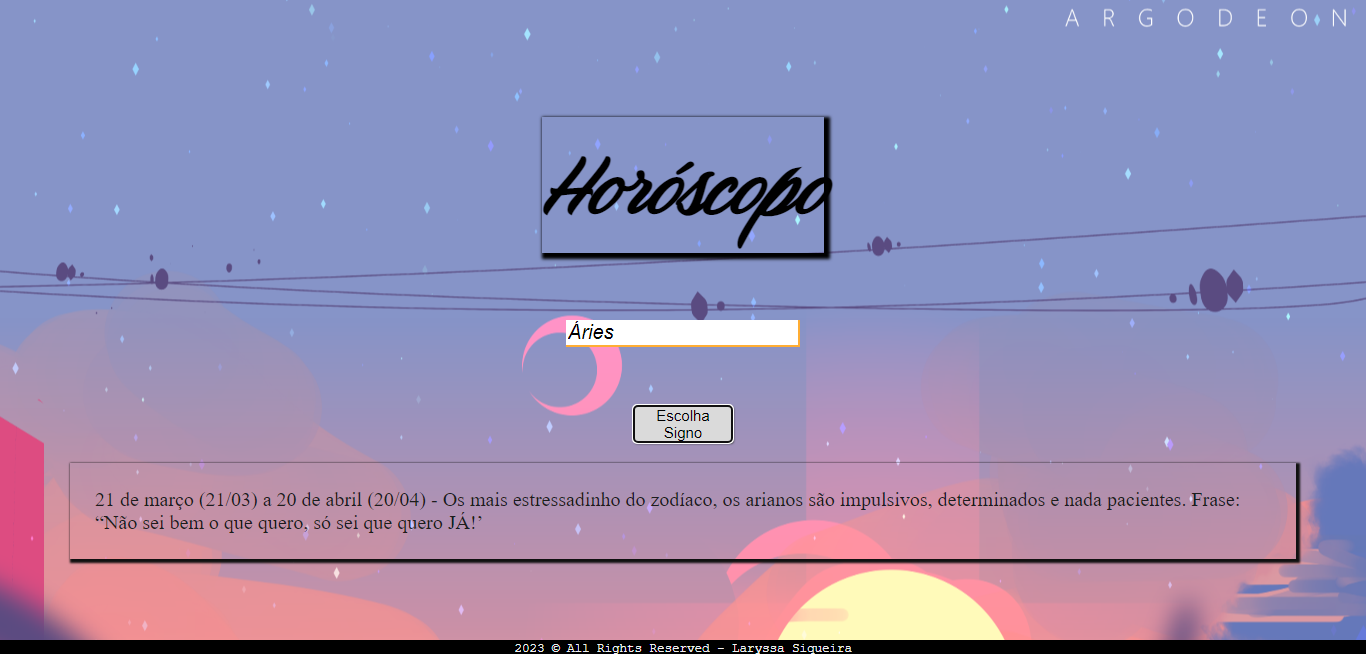 ARGODEON
Horóscopo
Áries
Escolha
Signo
21 de março (21/03) a 20 de abril (20/04) - Os mais estressadinho do zodíaco, os arianos são impulsivos, determinados e nada pacientes. Frase:
“Não sei bem o que quero, só sei que quero JÁ!’
2023 © All Rights Reserved - Laryssa Siqueira